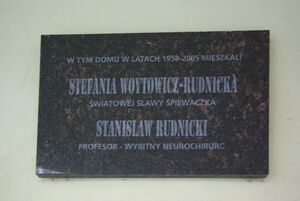 W TYM DOMU W LATACH 1958-2005 MIESZKALI
STEFANIA WOYTOWICZ-RUDNICKA
ŚWIATOWEJ SŁAWY ŚPIEWACZKA
STANISŁAW RUDNICKI
PROFESOR - WYBITNY NEUROCHIRURG